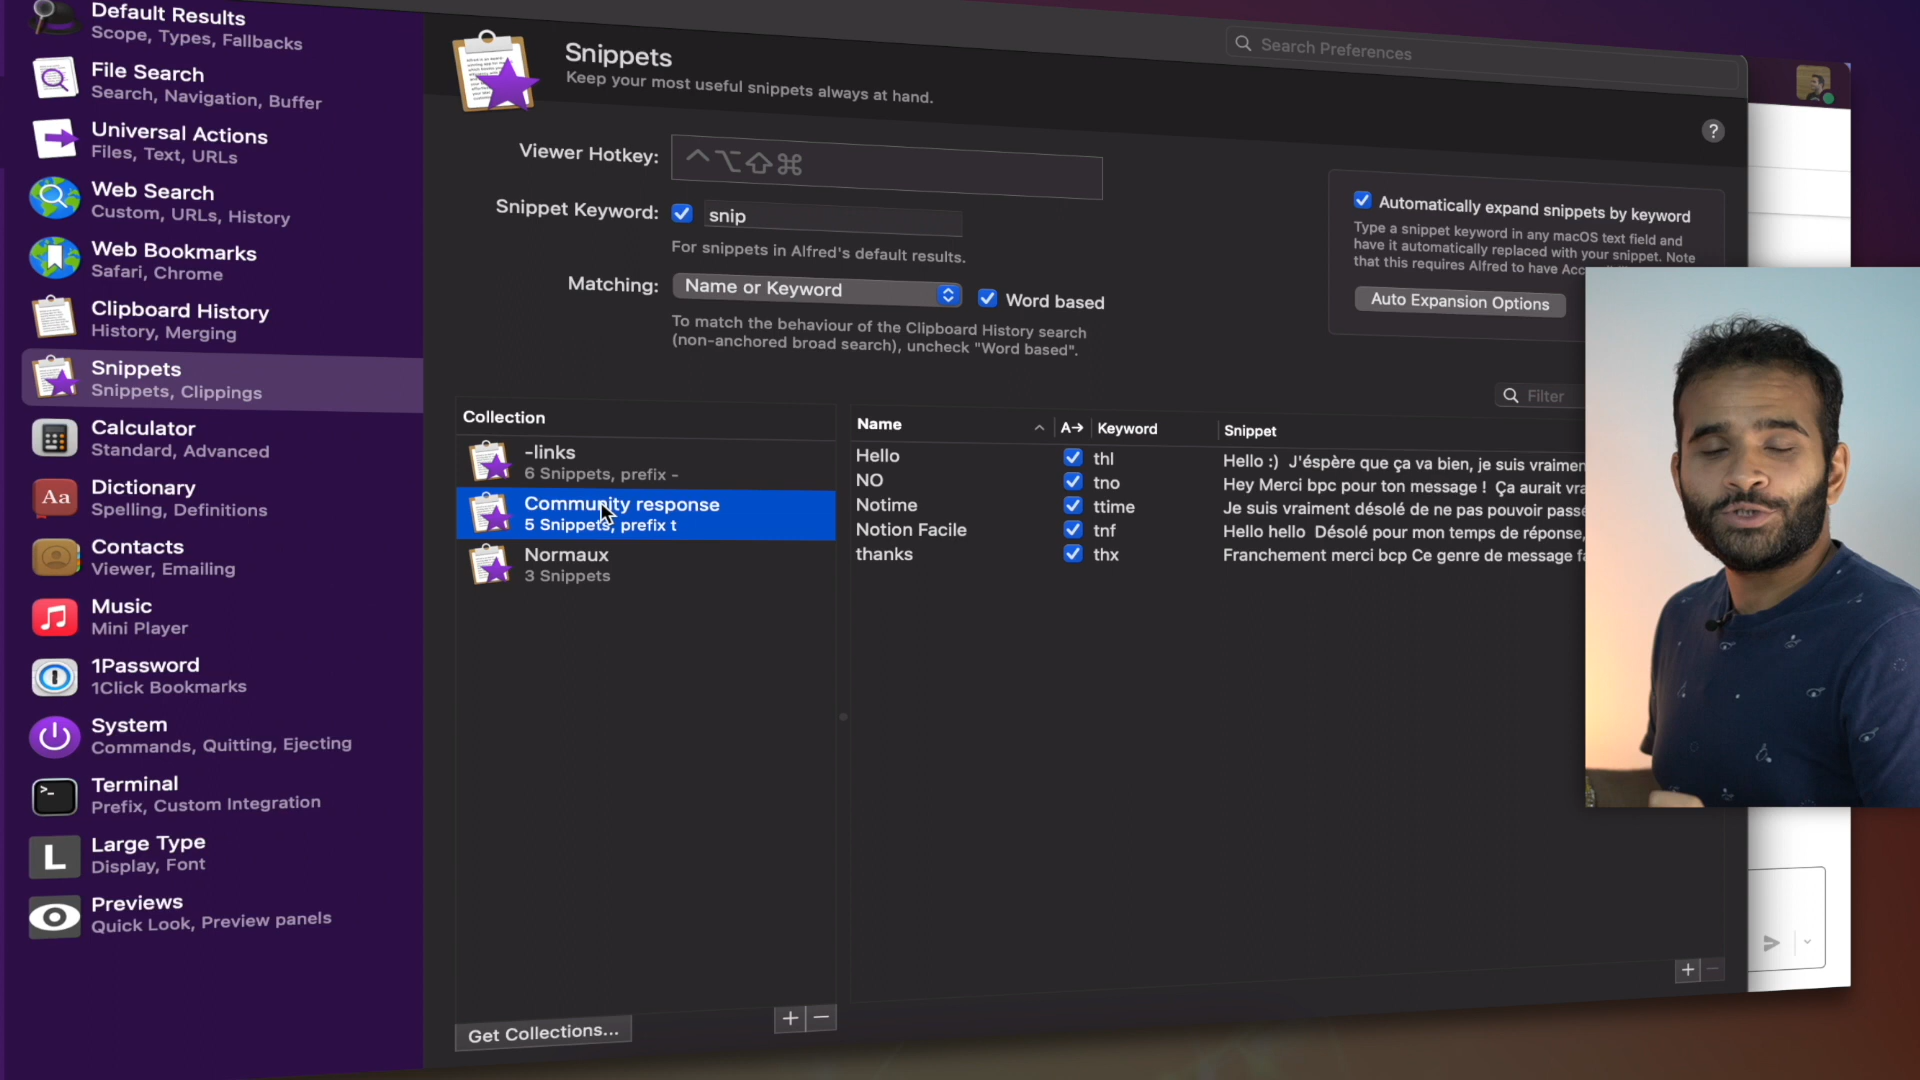 Default Results
Scope, Types, Fallbacks
File Search
Search, Navigation, Buffer
Universal Actions
Files, Text, URLs
Web Search
Custom, URLs, History
Web Bookmarks
Safari, Chrome
Clipboard History
History, Merging
Snippets
Snippets, Clippings
Calculator
Standard, Advanced
Aa
Dictionary
Spelling, Definitions
Contacts
Viewer, Emailing
Music
Mini Player
1Password
1Click Bookmarks
System
Commands, Quitting, Ejecting
Terminal
Prefix, Custom Integration
L
Large Type
Display, Font
Previews
Quick Look, Preview panels
Snippets
Keep your most useful snippets always at hand.
Search Preferences
?
Viewer Hotkey: ⌃⌥⇧⌘
Snippet Keyword: snip
For snippets in Alfred's default results.
Matching: Name or Keyword Word based
To match the behaviour of the Clipboard History search
(non-anchored broad search), uncheck "Word based".
Automatically expand snippets by keyword
Type a snippet keyword in any macOS text field and
have it automatically replaced with your snippet. Note
that this requires Alfred to have
Auto Expansion Options
Filter
Collection
-links
6 Snippets, prefix -
Community response
5 Snippets, prefix t
Normaux
3 Snippets
Name A→ Keyword Snippet
Hello thl Hello :) J'éspère que ça va bien, je suis vraimen
NO tno Hey Merci bpc pour ton message ! Ça aurait vra
Notime ttime Je suis vraiment désolé de ne pas pouvoir passe
Notion Facile tnf Hello hello Désolé pour mon temps de réponse,
thanks thx Franchement merci bcp Ce genre de message fa
Get Collections...
+ −
+ −